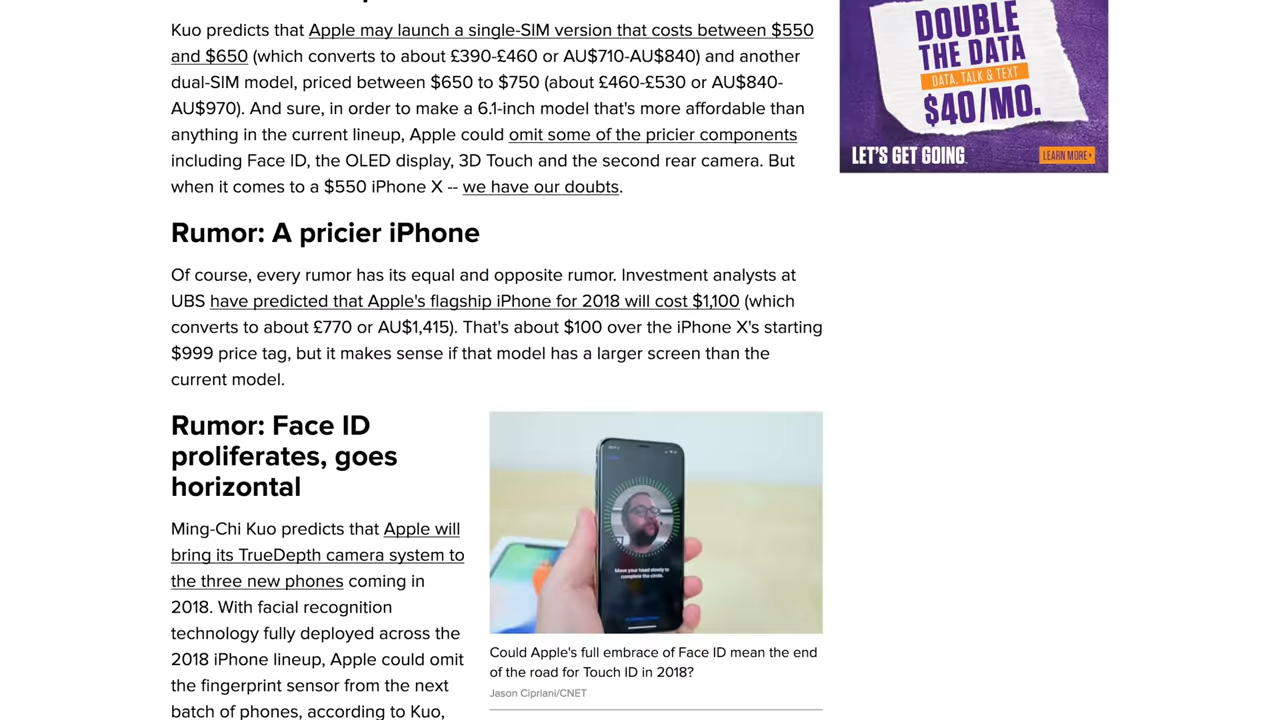 Kuo predicts that Apple may launch a single-SIM version that costs between $550
and $650 (which converts to about £390-£460 or AU$710-AU$840) and another
dual-SIM model, priced between $650 to $750 (about £460-£530 or AU$840-
AU$970). And sure, in order to make a 6.1-inch model that's more affordable than
anything in the current lineup, Apple could omit some of the pricier components
including Face ID, the OLED display, 3D Touch and the second rear camera. But
when it comes to a $550 iPhone X -- we have our doubts.
DOUBLE
THE DATA
DATA, TALK & TEXT
$40/MO.
LET'S GET GOING
LEARN MORE
Rumor: A pricier iPhone
Of course, every rumor has its equal and opposite rumor. Investment analysts at
UBS have predicted that Apple's flagship iPhone for 2018 will cost $1,100 (which
converts to about £770 or AU$1,415). That's about $100 over the iPhone X's starting
$999 price tag, but it makes sense if that model has a larger screen than the
current model.
Rumor: Face ID
proliferates, goes
horizontal
Ming-Chi Kuo predicts that Apple will
bring its TrueDepth camera system to
the three new phones coming in
2018. With facial recognition
technology fully deployed across the
2018 iPhone lineup, Apple could omit
the fingerprint sensor from the next
batch of phones, according to Kuo,
Move your head slowly to
complete the circle.
Could Apple's full embrace of Face ID mean the end
of the road for Touch ID in 2018?
Jason Cipriani/CNET